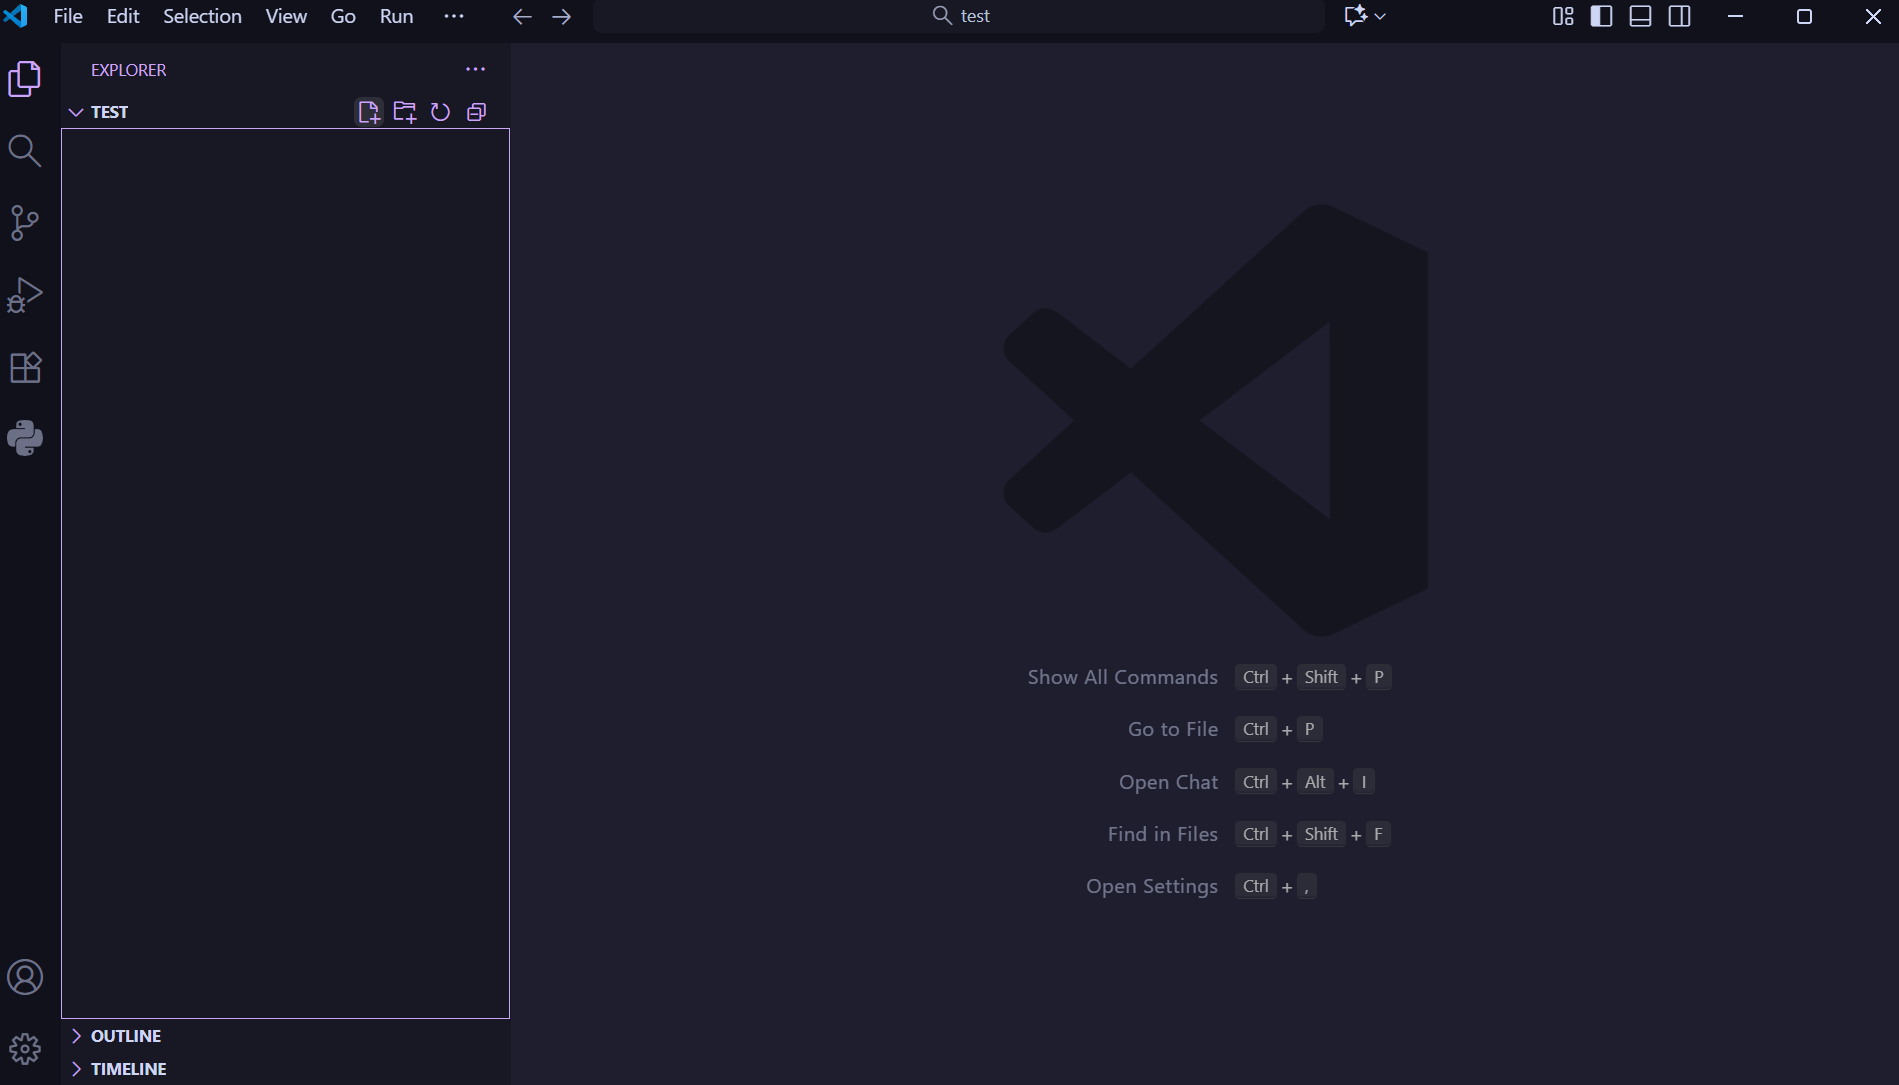 File Edit Selection View Go Run ··· test
EXPLORER
TEST
Show All Commands Ctrl + Shift + P
Go to File Ctrl + P
Open Chat Ctrl + Alt + I
Find in Files Ctrl + Shift + F
Open Settings Ctrl + ,
OUTLINE
TIMELINE